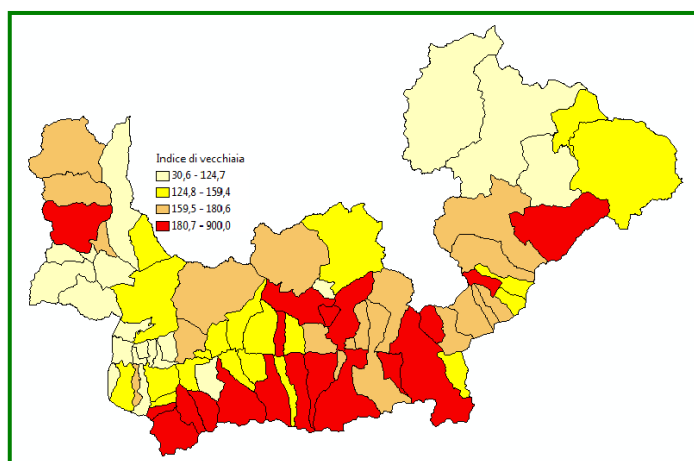 Indice di vecchiaia
30,6 - 124,7
124,8 - 159,4
159,5 - 180,6
180,7 - 900,0